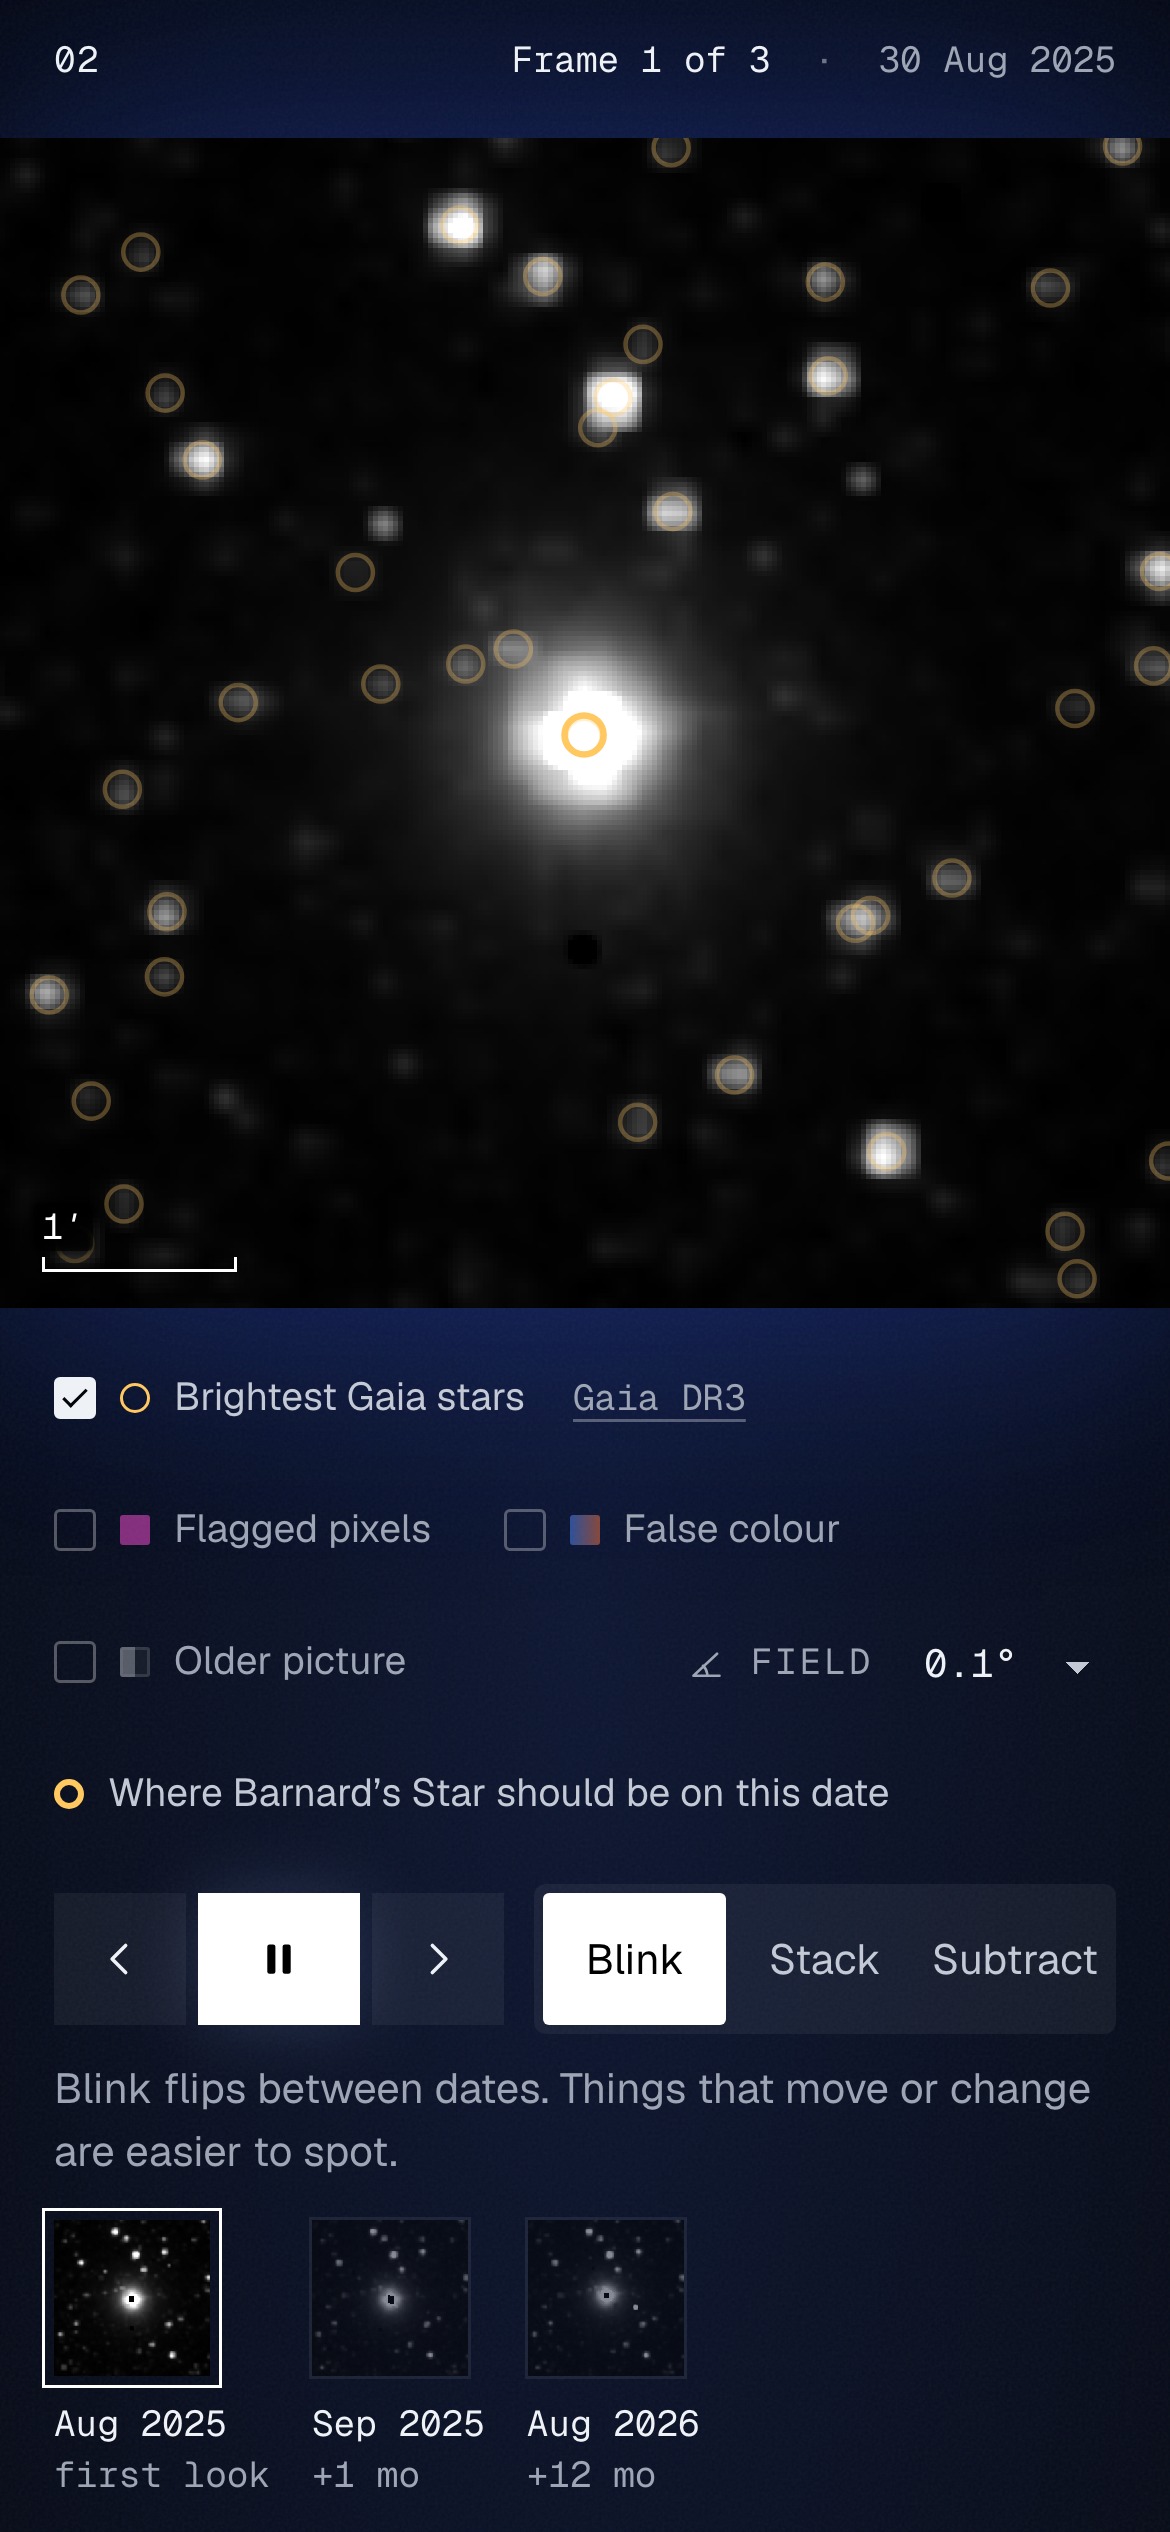 02
Frame 1 of 3 · 30 Aug 2025
1′
Brightest Gaia stars Gaia DR3
Flagged pixels False colour
Older picture FIELD 0.1°
Where Barnard’s Star should be on this date
Blink Stack Subtract
Blink flips between dates. Things that move or change
are easier to spot.
Aug 2025 Sep 2025 Aug 2026
first look +1 mo +12 mo